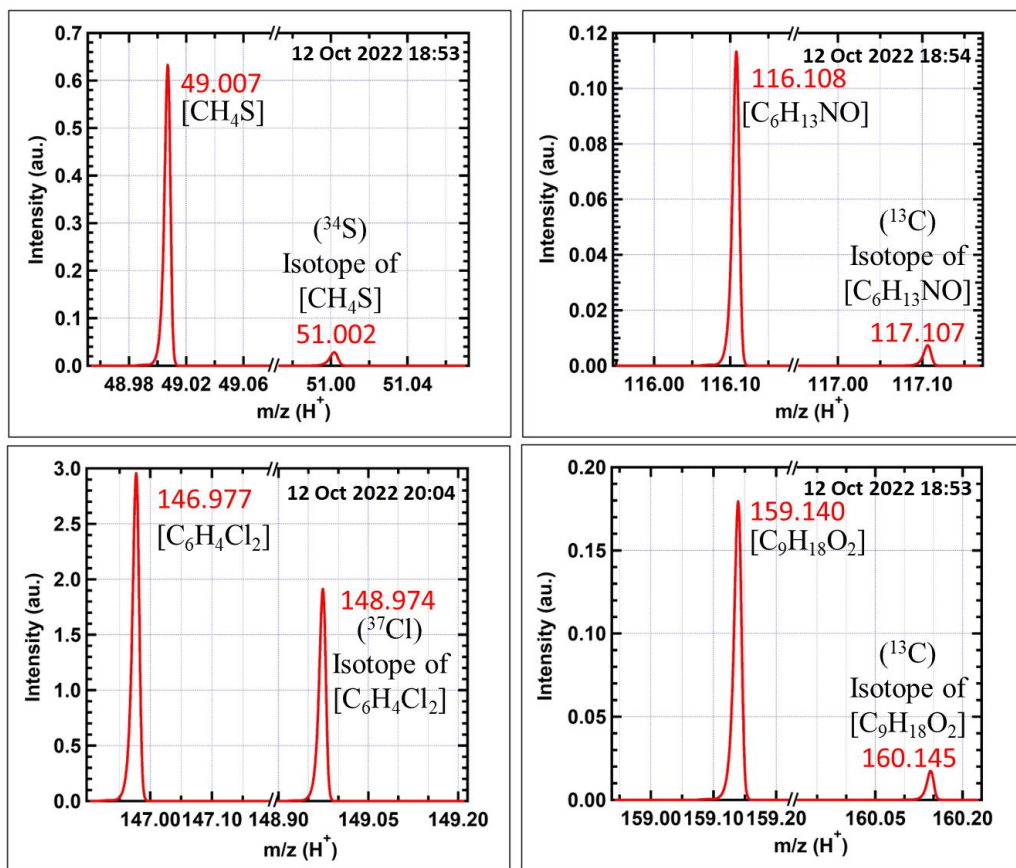 0.7
0.6
0.5
0.4
0.3
0.2
0.1
0.0
Intensity (au.)
12 Oct 2022 18:53
49.007
[CH₄S]
(³⁴S)
Isotope of
[CH₄S]
51.002
48.98 49.02 49.06 51.00 51.04
m/z (H⁺)
0.12
0.10
0.08
0.06
0.04
0.02
0.00
Intensity (au.)
12 Oct 2022 18:54
116.108
[C₆H₁₃NO]
(¹³C)
Isotope of
[C₆H₁₃NO]
117.107
116.00 116.10 117.00 117.10
m/z (H⁺)
3.0
2.5
2.0
1.5
1.0
0.5
0.0
Intensity (au.)
12 Oct 2022 20:04
146.977
[C₆H₄Cl₂]
148.974
(³⁷Cl)
Isotope of
[C₆H₄Cl₂]
147.00 147.10 148.90 149.05 149.20
m/z (H⁺)
0.20
0.15
0.10
0.05
0.00
Intensity (au.)
12 Oct 2022 18:53
159.140
[C₉H₁₈O₂]
(¹³C)
Isotope of
[C₉H₁₈O₂]
160.145
159.00 159.10 159.20 160.05 160.20
m/z (H⁺)